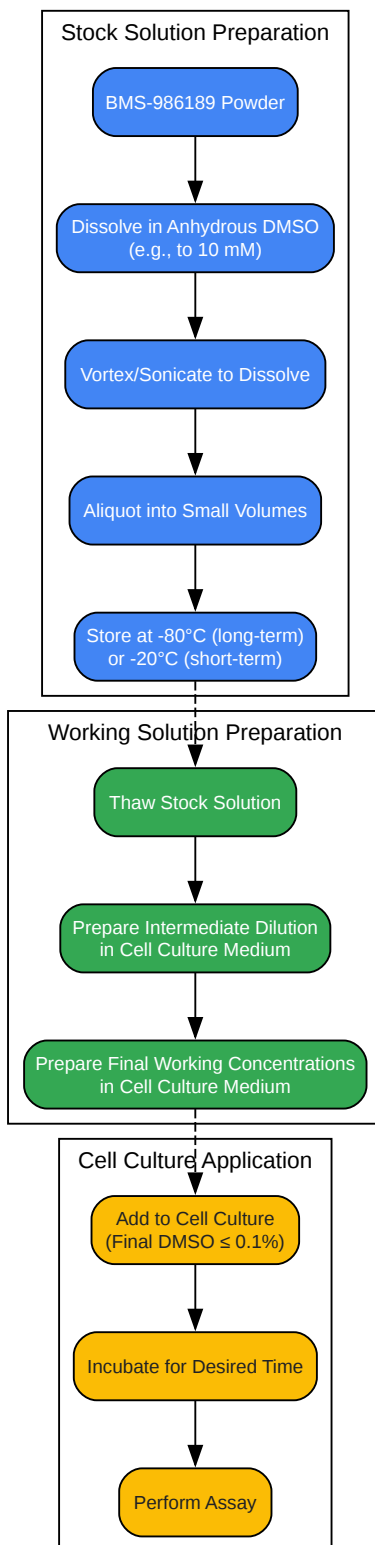 Stock Solution Preparation
BMS-986189 Powder
Dissolve in Anhydrous DMSO
(e.g., to 10 mM)
Vortex/Sonicate to Dissolve
Aliquot into Small Volumes
Store at -80°C (long-term)
or -20°C (short-term)
Working Solution Preparation
Thaw Stock Solution
Prepare Intermediate Dilution
in Cell Culture Medium
Prepare Final Working Concentrations
in Cell Culture Medium
Cell Culture Application
Add to Cell Culture
(Final DMSO ≤ 0.1%)
Incubate for Desired Time
Perform Assay